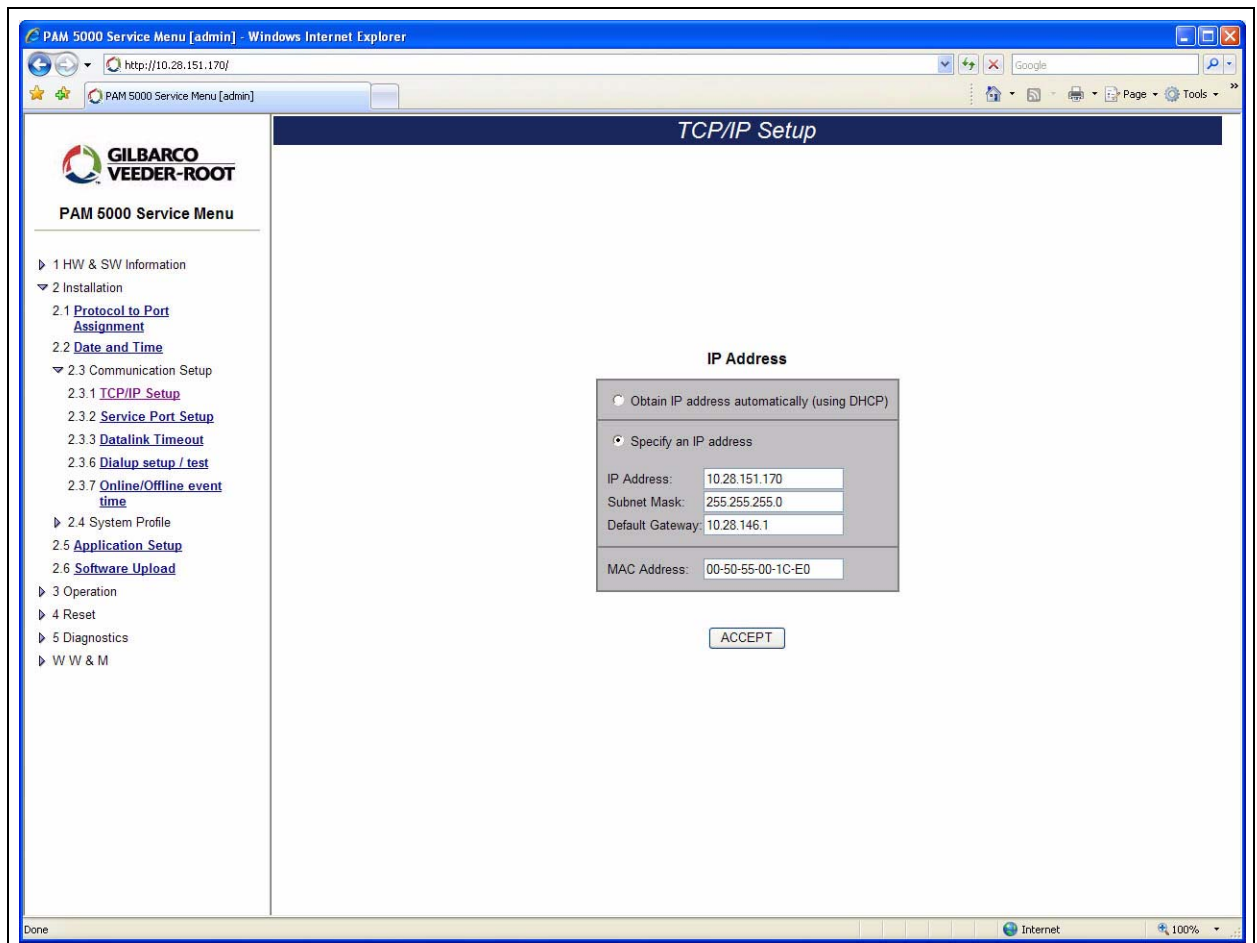 PAM 5000 Service Menu [admin] - Windows Internet Explorer
http://10.28.151.170/
Google
PAM 5000 Service Menu [admin]
Page
Tools
GILBARCO
VEEDER-ROOT
PAM 5000 Service Menu
1 HW & SW Information
2 Installation
2.1 Protocol to Port
Assignment
2.2 Date and Time
2.3 Communication Setup
2.3.1 TCP/IP Setup
2.3.2 Service Port Setup
2.3.3 Datalink Timeout
2.3.6 Dialup setup / test
2.3.7 Online/Offline event
time
2.4 System Profile
2.5 Application Setup
2.6 Software Upload
3 Operation
4 Reset
5 Diagnostics
W W & M
TCP/IP Setup
IP Address
Obtain IP address automatically (using DHCP)
Specify an IP address
IP Address: 10.28.151.170
Subnet Mask: 255.255.255.0
Default Gateway: 10.28.146.1
MAC Address: 00-50-55-00-1C-E0
ACCEPT
Done
Internet
100%